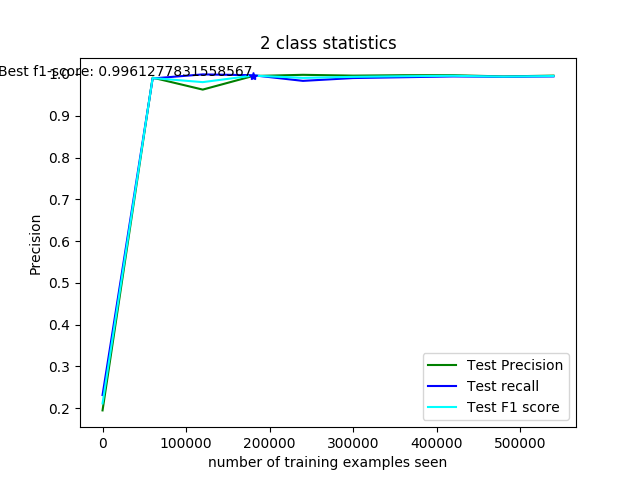 2 class statistics
Best f1-score: 0.9961277831558567
1.0
0.9
0.8
0.7
0.6
0.5
0.4
0.3
0.2
Precision
Test Precision
Test recall
Test F1 score
0 100000 200000 300000 400000 500000
number of training examples seen